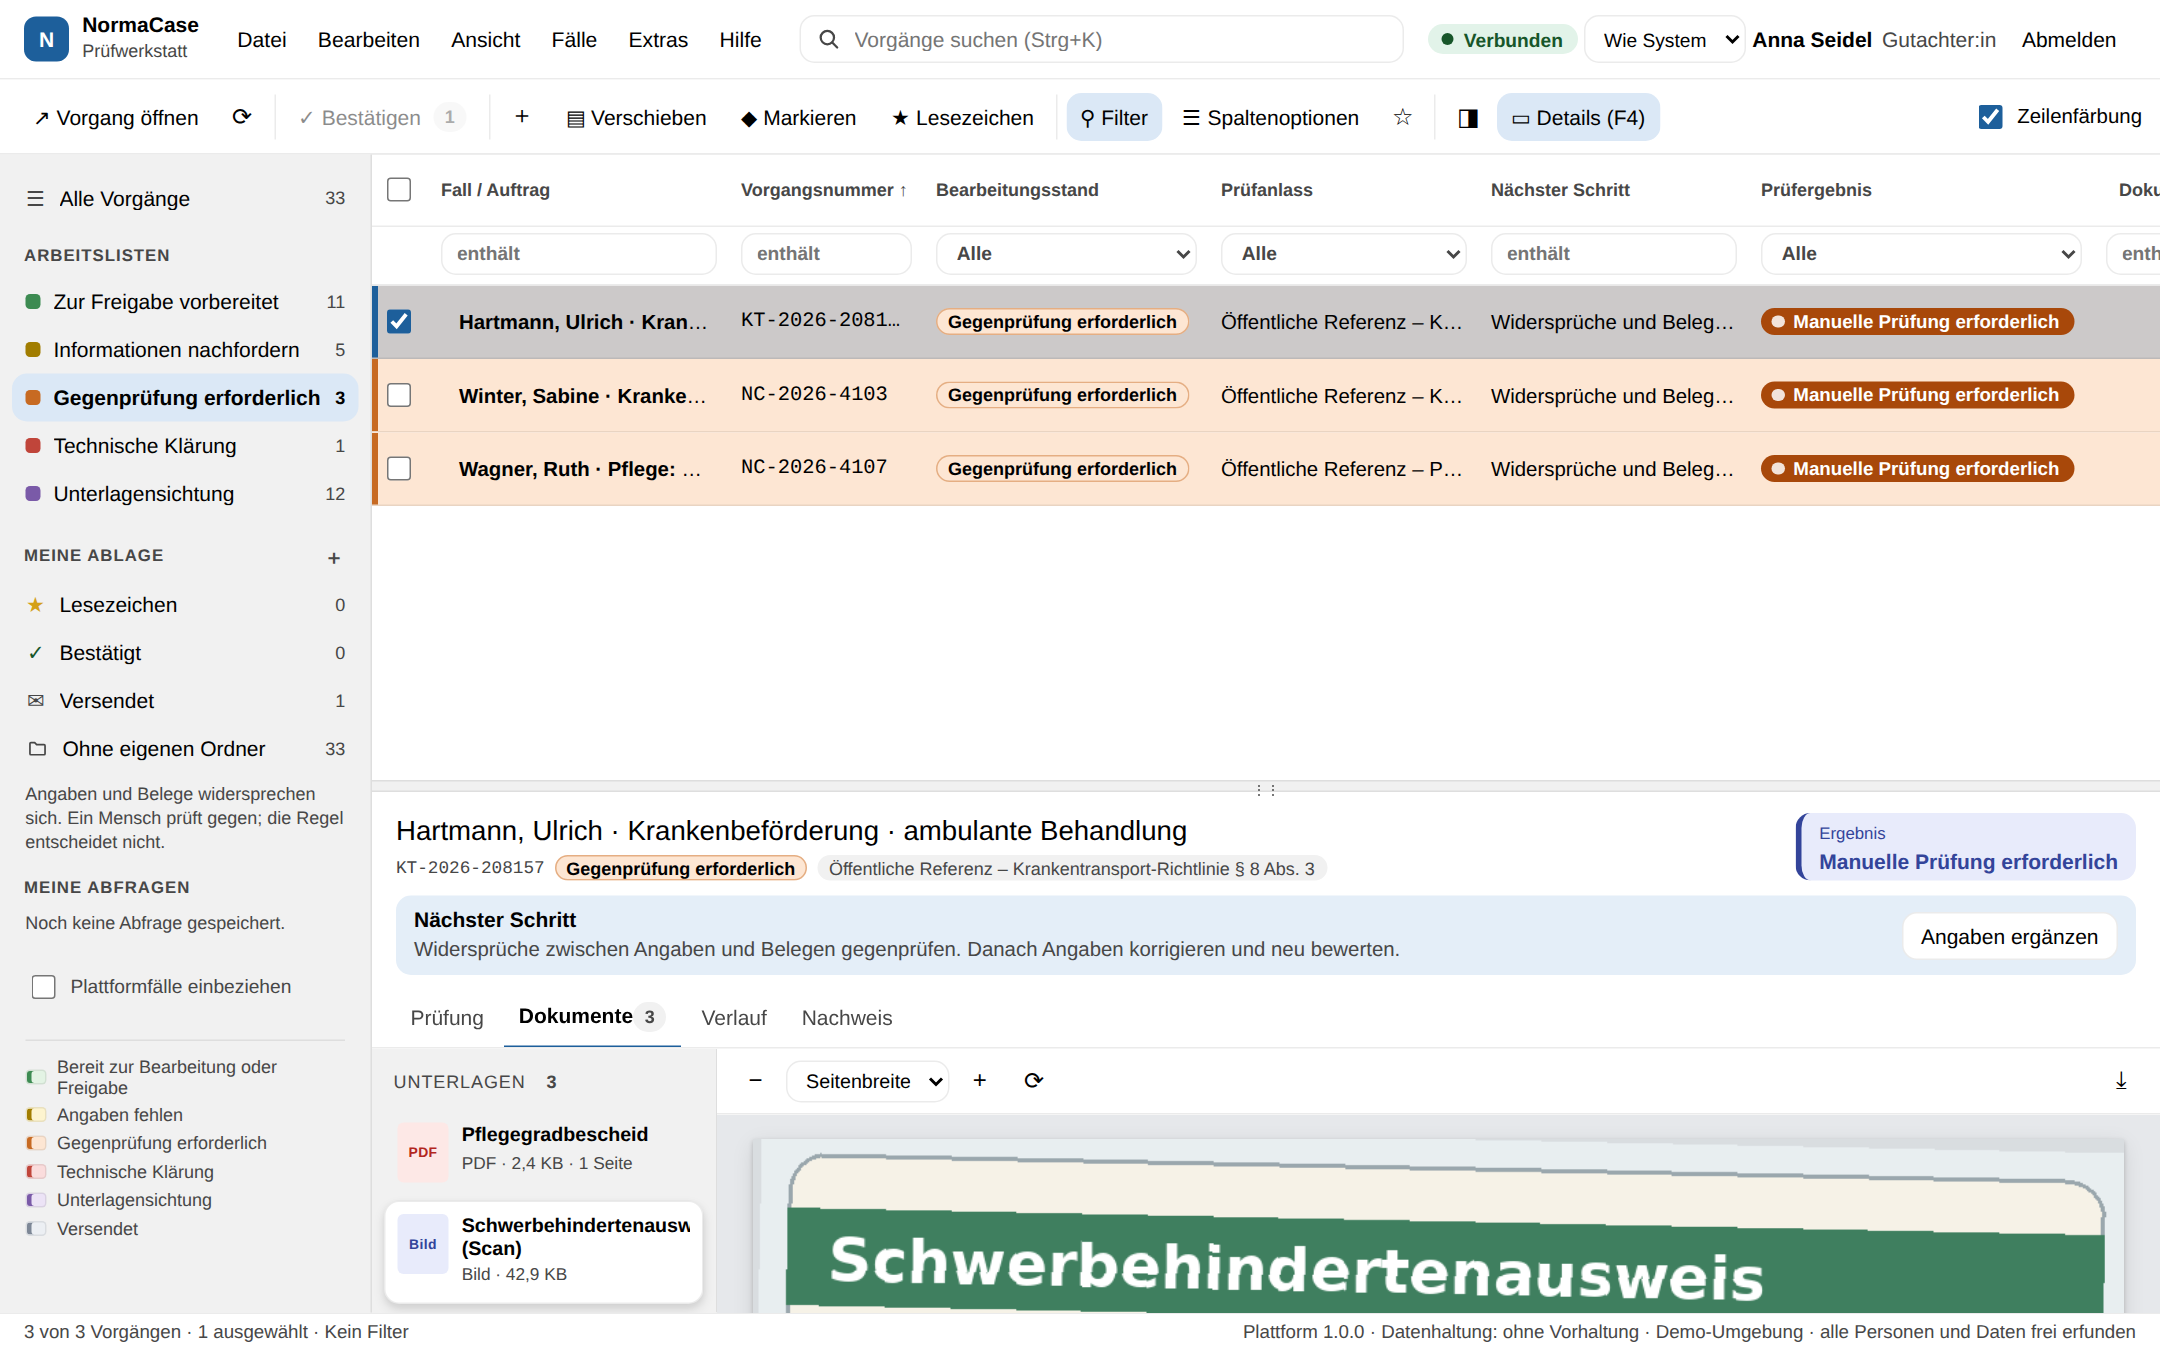 N
NormaCase
Prüfwerkstatt
Datei Bearbeiten Ansicht Fälle Extras Hilfe
Vorgänge suchen (Strg+K)
Verbunden
Wie System
Anna Seidel Gutachter:in Abmelden
↗ Vorgang öffnen ⟳ ✓ Bestätigen 1 + ▤ Verschieben ◆ Markieren ★ Lesezeichen ⚲ Filter ☰ Spaltenoptionen ☆ ◨ ▭ Details (F4) Zeilenfärbung
☰ Alle Vorgänge 33
ARBEITSLISTEN
Zur Freigabe vorbereitet 11
Informationen nachfordern 5
Gegenprüfung erforderlich 3
Technische Klärung 1
Unterlagensichtung 12
MEINE ABLAGE +
★ Lesezeichen 0
✓ Bestätigt 0
✉ Versendet 1
Ohne eigenen Ordner 33
Angaben und Belege widersprechen
sich. Ein Mensch prüft gegen; die Regel
entscheidet nicht.
MEINE ABFRAGEN
Noch keine Abfrage gespeichert.
Plattformfälle einbeziehen
Bereit zur Bearbeitung oder
Freigabe
Angaben fehlen
Gegenprüfung erforderlich
Technische Klärung
Unterlagensichtung
Versendet
Fall / Auftrag Vorgangsnummer ↑ Bearbeitungsstand Prüfanlass Nächster Schritt Prüfergebnis Doku
enthält enthält Alle Alle enthält Alle enth
Hartmann, Ulrich · Kran… KT-2026-2081… Gegenprüfung erforderlich Öffentliche Referenz – K… Widersprüche und Beleg… Manuelle Prüfung erforderlich
Winter, Sabine · Kranke… NC-2026-4103 Gegenprüfung erforderlich Öffentliche Referenz – K… Widersprüche und Beleg… Manuelle Prüfung erforderlich
Wagner, Ruth · Pflege: … NC-2026-4107 Gegenprüfung erforderlich Öffentliche Referenz – P… Widersprüche und Beleg… Manuelle Prüfung erforderlich
Hartmann, Ulrich · Krankenbeförderung · ambulante Behandlung
KT-2026-208157 Gegenprüfung erforderlich Öffentliche Referenz – Krankentransport-Richtlinie § 8 Abs. 3
Ergebnis
Manuelle Prüfung erforderlich
Nächster Schritt
Widersprüche zwischen Angaben und Belegen gegenprüfen. Danach Angaben korrigieren und neu bewerten.
Angaben ergänzen
Prüfung Dokumente 3 Verlauf Nachweis
UNTERLAGEN 3
PDF
Pflegegradbescheid
PDF · 2,4 KB · 1 Seite
Bild
Schwerbehindertenausw
(Scan)
Bild · 42,9 KB
− Seitenbreite + ⟳ ⤓
Schwerbehindertenausweis
3 von 3 Vorgängen · 1 ausgewählt · Kein Filter
Plattform 1.0.0 · Datenhaltung: ohne Vorhaltung · Demo-Umgebung · alle Personen und Daten frei erfunden